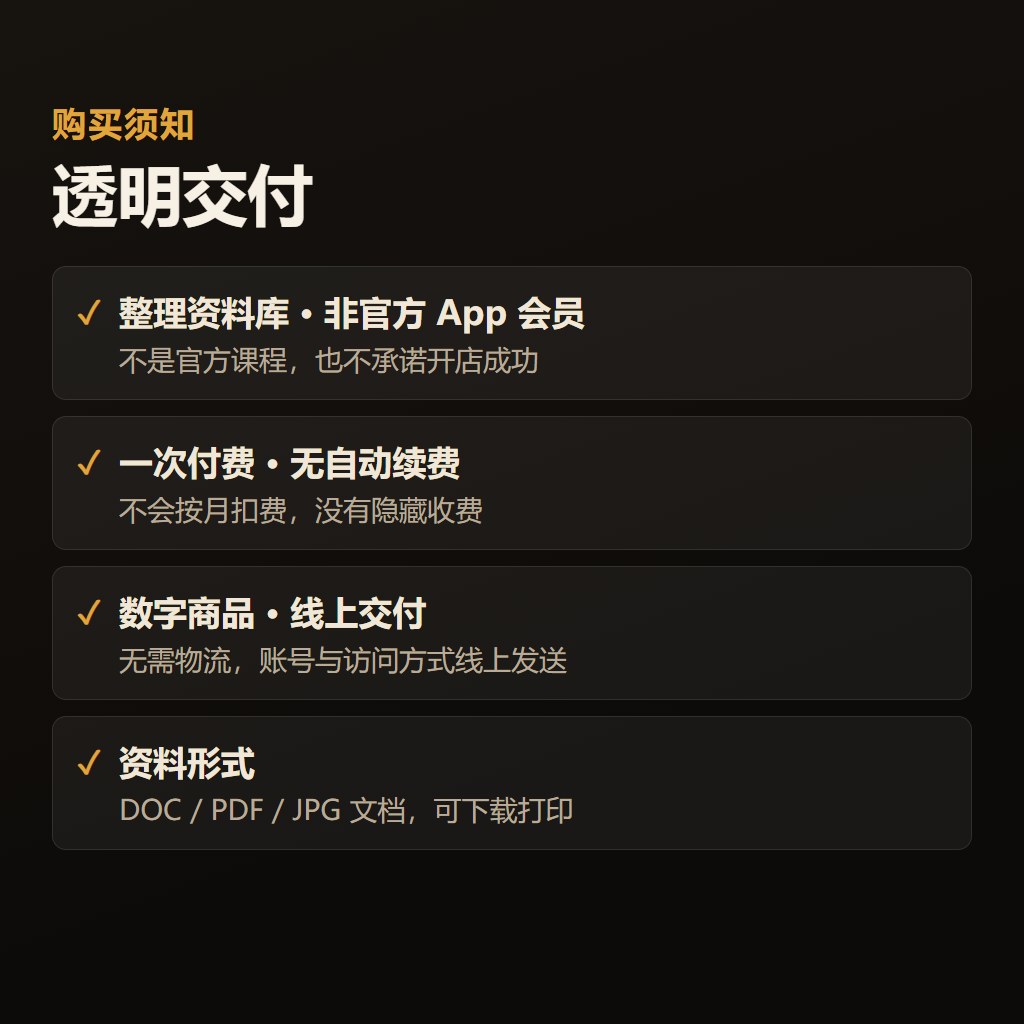 购买须知
透明交付
✓ 整理资料库·非官方 App 会员
不是官方课程，也不承诺开店成功
✓ 一次付费·无自动续费
不会按月扣费，没有隐藏收费
✓ 数字商品·线上交付
无需物流，账号与访问方式线上发送
✓ 资料形式
DOC / PDF / JPG 文档，可下载打印